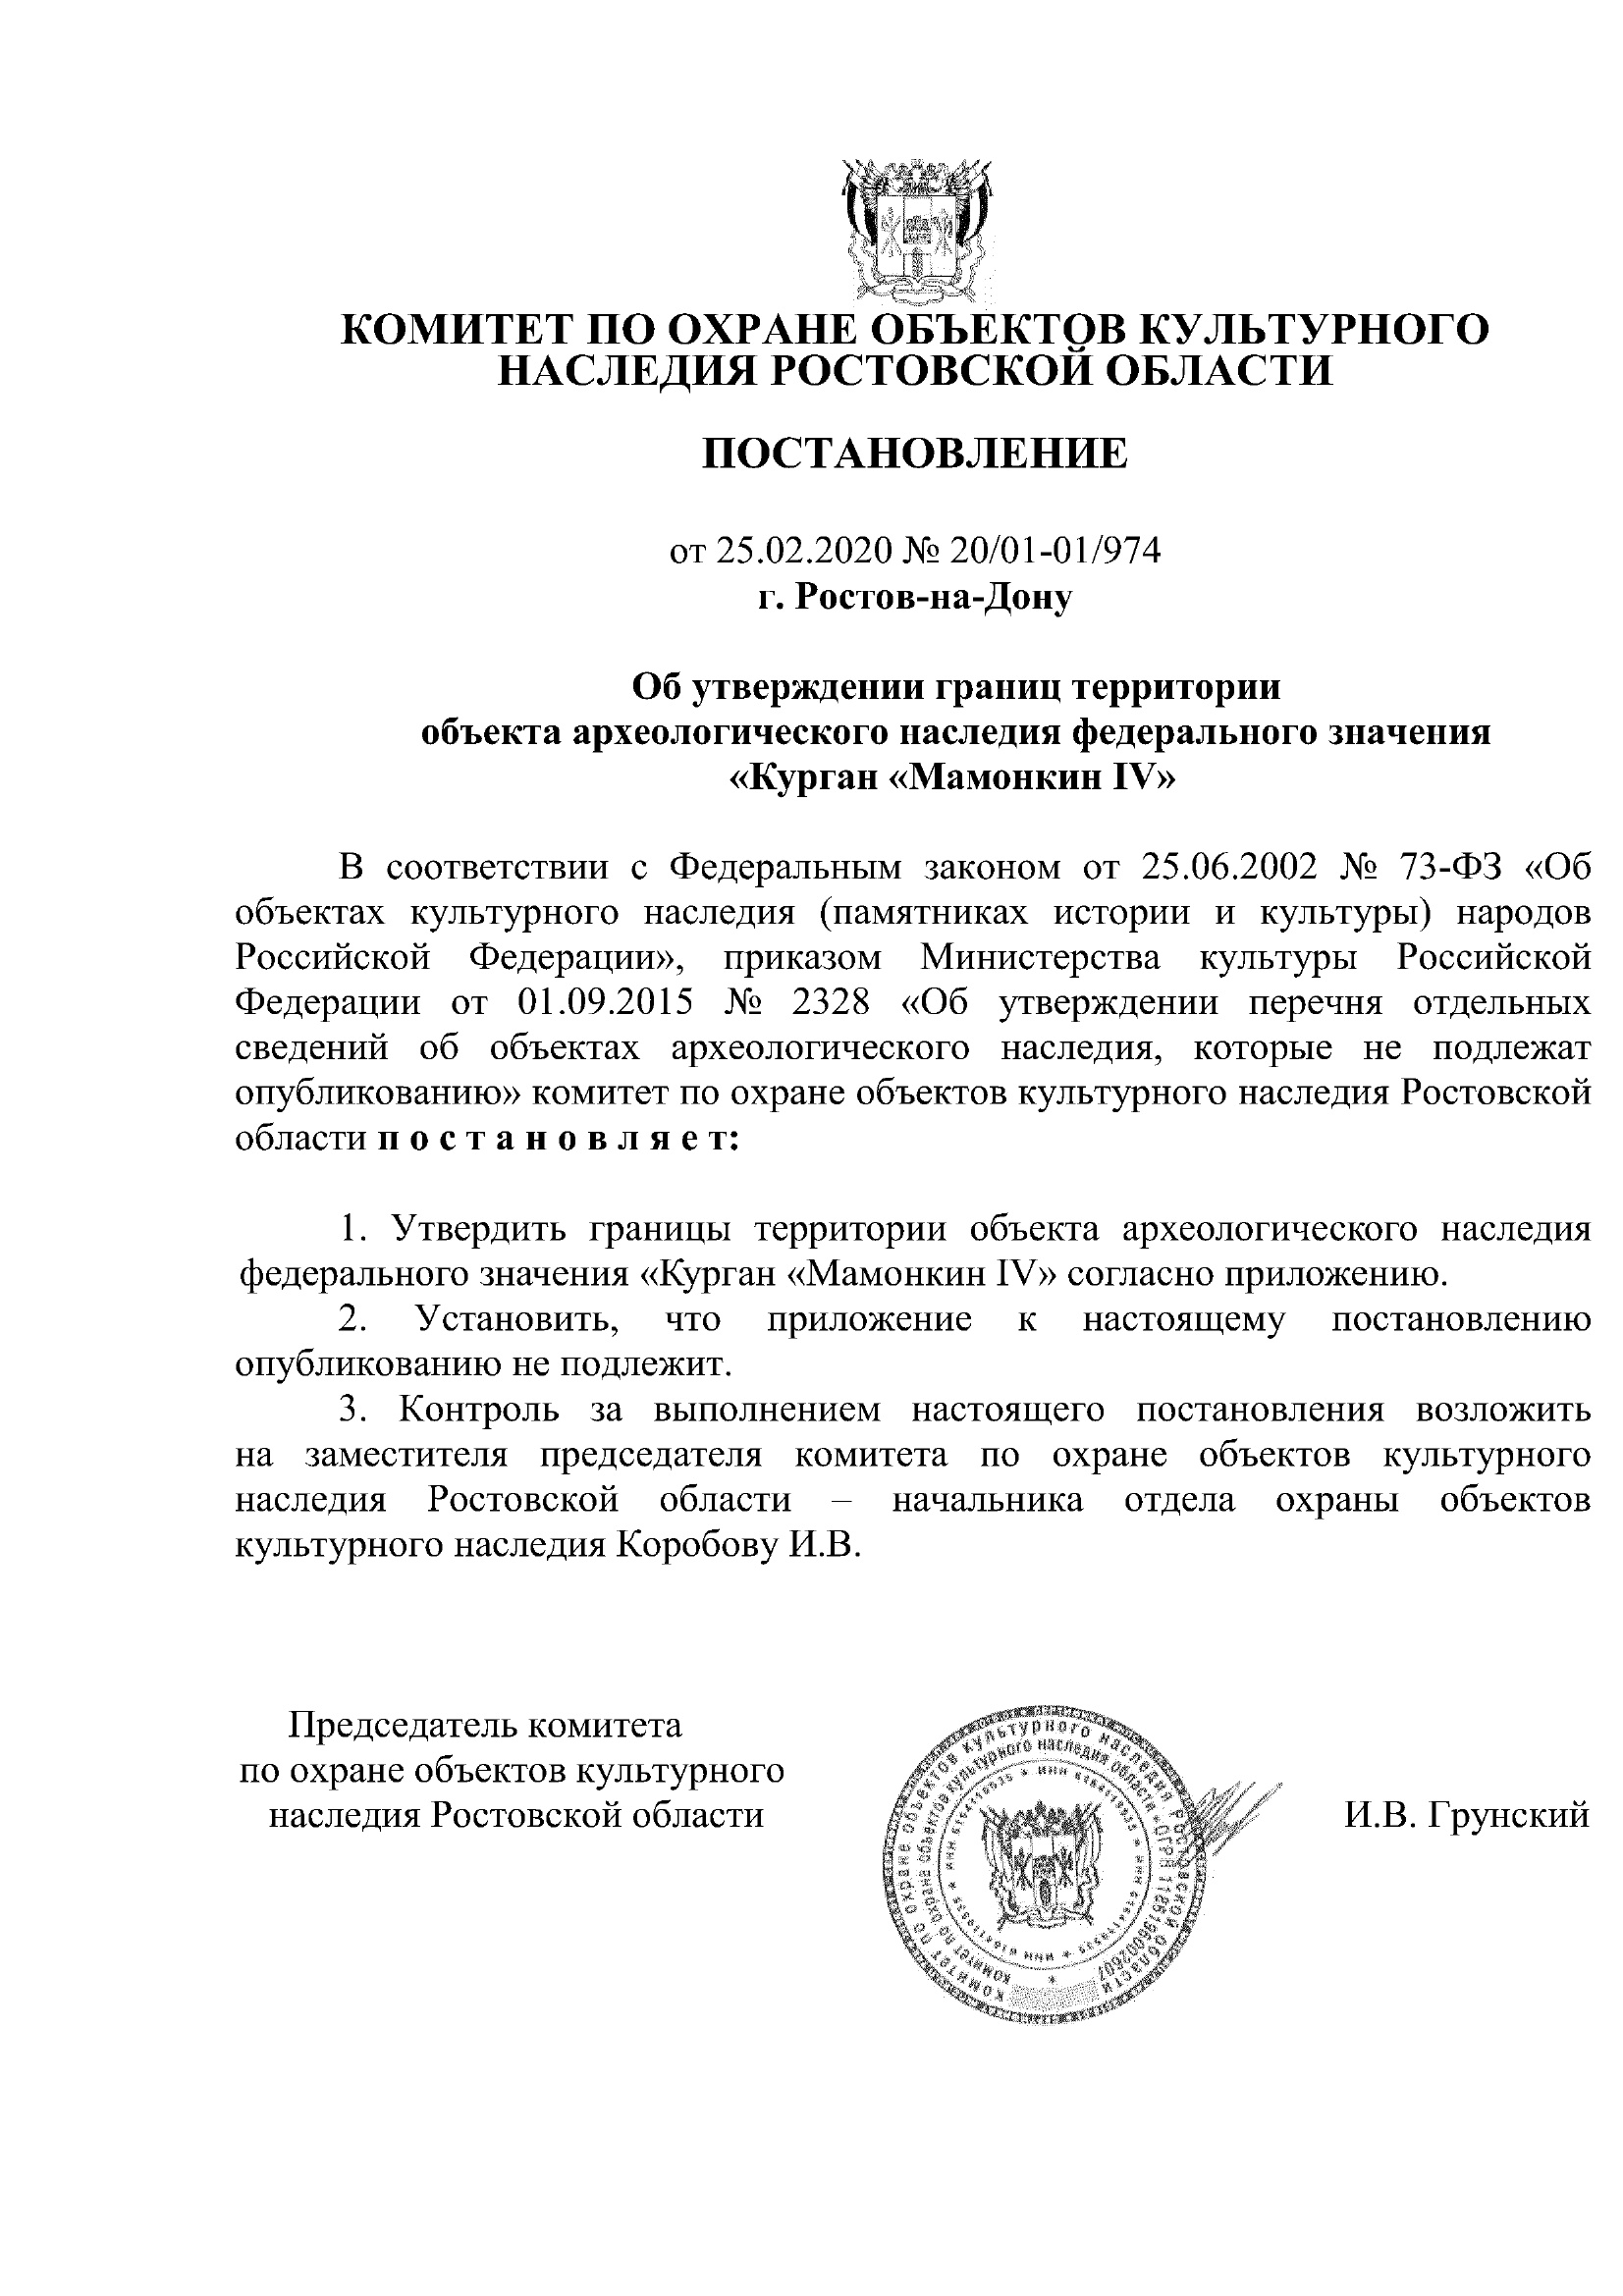 КОМИТЕТ ПО ОХРАНЕ ОБЪЕКТОВ КУЛЬТУРНОГО
НАСЛЕДИЯ РОСТОВСКОЙ ОБЛАСТИ
ПОСТАНОВЛЕНИЕ
от 25.02.2020 № 20/01-01/974
г. Ростов-на-Дону
Об утверждении границ территории
объекта археологического наследия федерального значения
«Курган «Мамонкин IV»
В соответствии с Федеральным законом от 25.06.2002 № 73-ФЗ «Об
объектах культурного наследия (памятниках истории и культуры) народов
Российской Федерации», приказом Министерства культуры Российской
Федерации от 01.09.2015 № 2328 «Об утверждении перечня отдельных
сведений об объектах археологического наследия, которые не подлежат
опубликованию» комитет по охране объектов культурного наследия Ростовской
области п о с т а н о в л я е т:
1. Утвердить границы территории объекта археологического наследия
федерального значения «Курган «Мамонкин IV» согласно приложению.
2. Установить, что приложение к настоящему постановлению
опубликованию не подлежит.
3. Контроль за выполнением настоящего постановления возложить
на заместителя председателя комитета по охране объектов культурного
наследия Ростовской области – начальника отдела охраны объектов
культурного наследия Коробову И.В.
Председатель комитета
по охране объектов культурного
наследия Ростовской области
И.В. Грунский
комитет по охране объектов культурного наследия Ростовской области